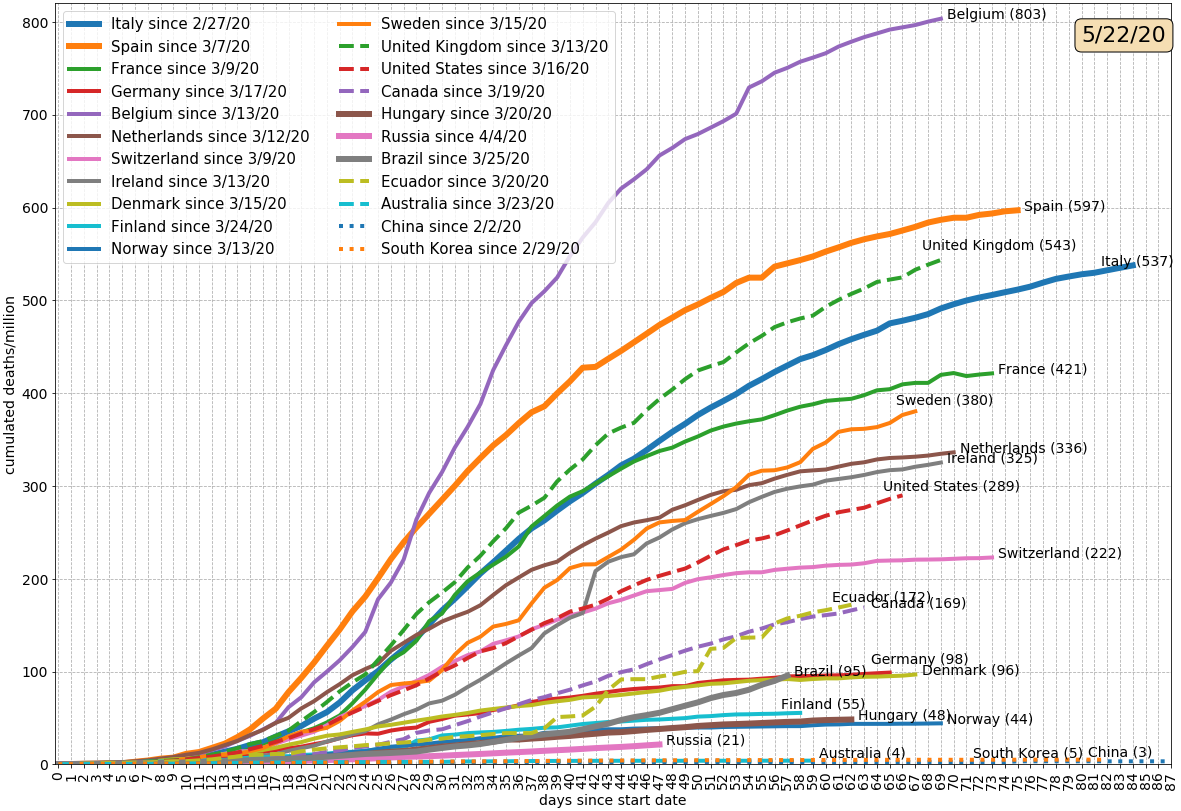 Italy since 2/27/20
Spain since 3/7/20
France since 3/9/20
Germany since 3/17/20
Belgium since 3/13/20
Netherlands since 3/12/20
Switzerland since 3/9/20
Ireland since 3/13/20
Denmark since 3/15/20
Finland since 3/24/20
Norway since 3/13/20
Sweden since 3/15/20
United Kingdom since 3/13/20
United States since 3/16/20
Canada since 3/19/20
Hungary since 3/20/20
Russia since 4/4/20
Brazil since 3/25/20
Ecuador since 3/20/20
Australia since 3/23/20
China since 2/2/20
South Korea since 2/29/20
5/22/20
Belgium (803)
Spain (597)
United Kingdom (543)
Italy (537)
France (421)
Sweden (380)
Netherlands (336)
Ireland (325)
United States (289)
Switzerland (222)
Ecuador (172)
Canada (169)
Germany (98)
Denmark (96)
Brazil (95)
Finland (55)
Hungary (48)
Norway (44)
Russia (21)
Australia (4)
South Korea (5)
China (3)
cumulated deaths/million
800
700
600
500
400
300
200
100
0
0 1 2 3 4 5 6 7 8 9 10 11 12 13 14 15 16 17 18 19 20 21 22 23 24 25 26 27 28 29 30 31 32 33 34 35 36 37 38 39 40 41 42 43 44 45 46 47 48 49 50 51 52 53 54 55 56 57 58 59 60 61 62 63 64 65 66 67 68 69 70 71 72 73 74 75 76 77 78 79 80 81 82 83 84 85 86 87
days since start date